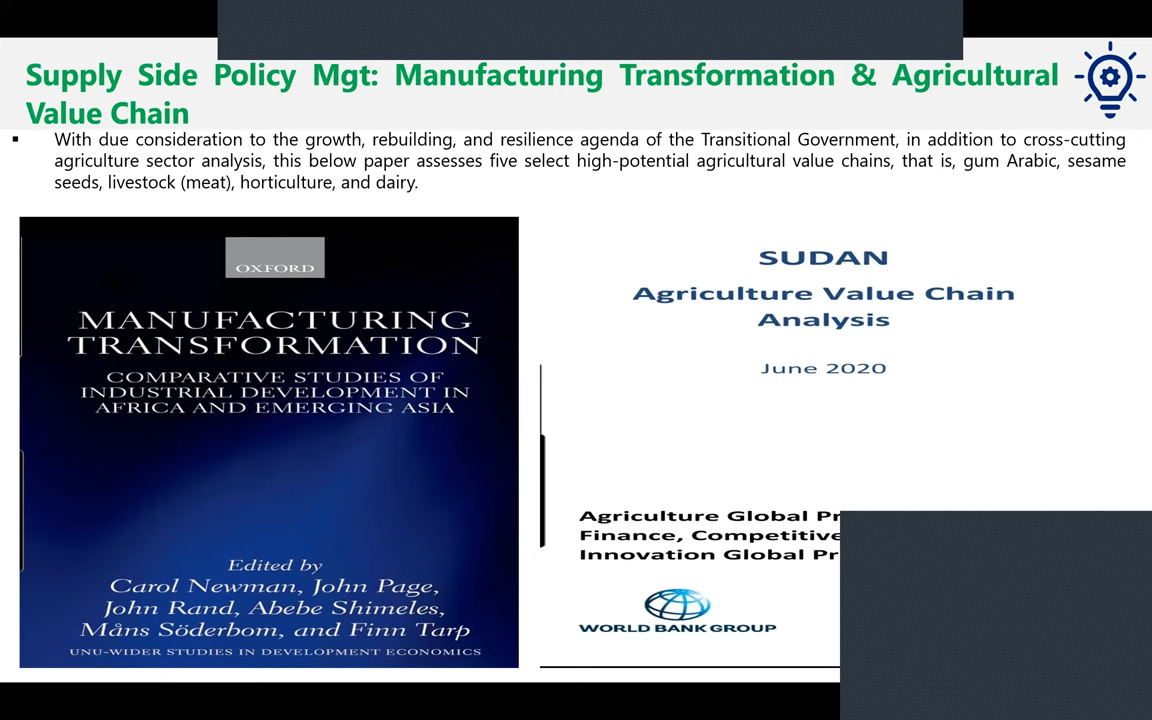 Supply Side Policy Mgt: Manufacturing Transformation & Agricultural
Value Chain
▪ With due consideration to the growth, rebuilding, and resilience agenda of the Transitional Government, in addition to cross-cutting
agriculture sector analysis, this below paper assesses five select high-potential agricultural value chains, that is, gum Arabic, sesame
seeds, livestock (meat), horticulture, and dairy.
OXFORD
MANUFACTURING
TRANSFORMATION
COMPARATIVE STUDIES OF
INDUSTRIAL DEVELOPMENT IN
AFRICA AND EMERGING ASIA
Edited by
Carol Newman, John Page,
John Rand, Abebe Shimeles,
Måns Söderbom, and Finn Tarp
UNU-WIDER STUDIES IN DEVELOPMENT ECONOMICS
SUDAN
Agriculture Value Chain
Analysis
June 2020
Agriculture Global
Finance,
Innovation Global
WORLD BANK GROUP